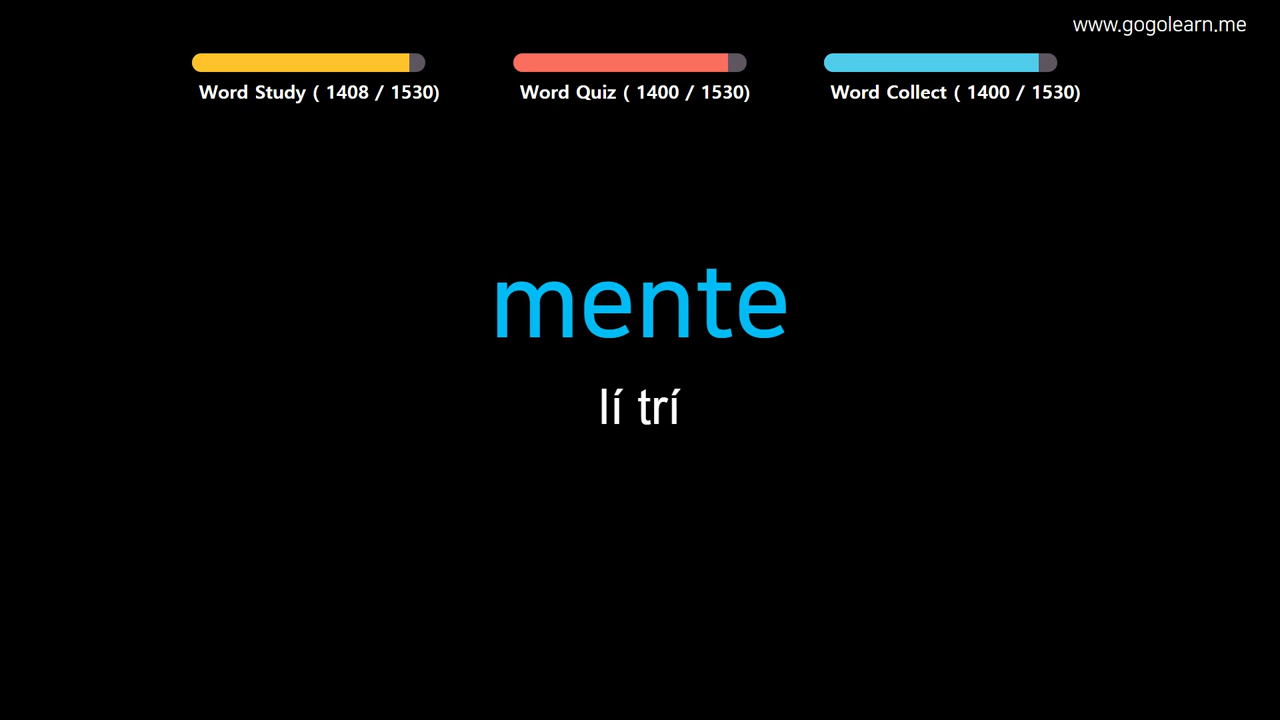 www.gogolearn.me
Word Study ( 1408 / 1530)
Word Quiz ( 1400 / 1530)
Word Collect ( 1400 / 1530)
mente
lí trí